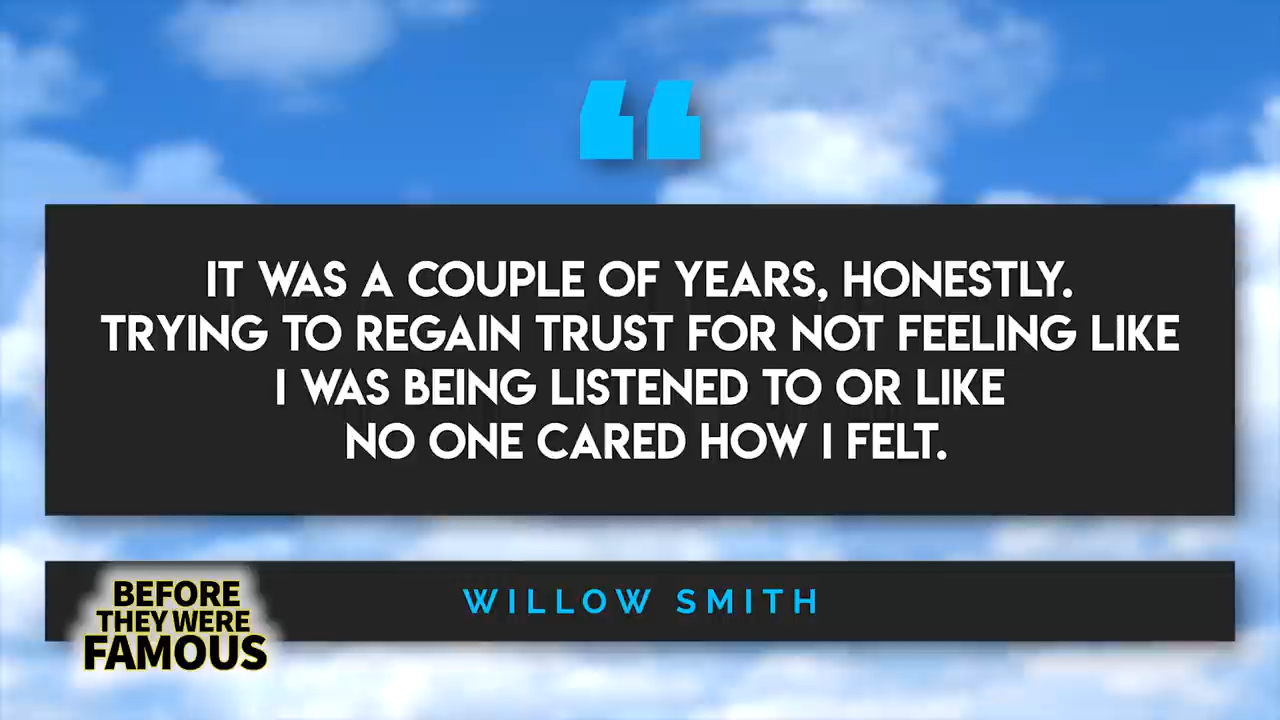 “
IT WAS A COUPLE OF YEARS, HONESTLY.
TRYING TO REGAIN TRUST FOR NOT FEELING LIKE
I WAS BEING LISTENED TO OR LIKE
NO ONE CARED HOW I FELT.
WILLOW SMITH
BEFORE
THEY WERE
FAMOUS